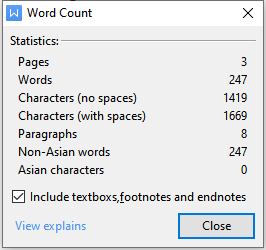 Word Count
Statistics:
Pages 3
Words 247
Characters (no spaces) 1419
Characters (with spaces) 1669
Paragraphs 8
Non-Asian words 247
Asian characters 0
Include textboxs,footnotes and endnotes
View explains Close